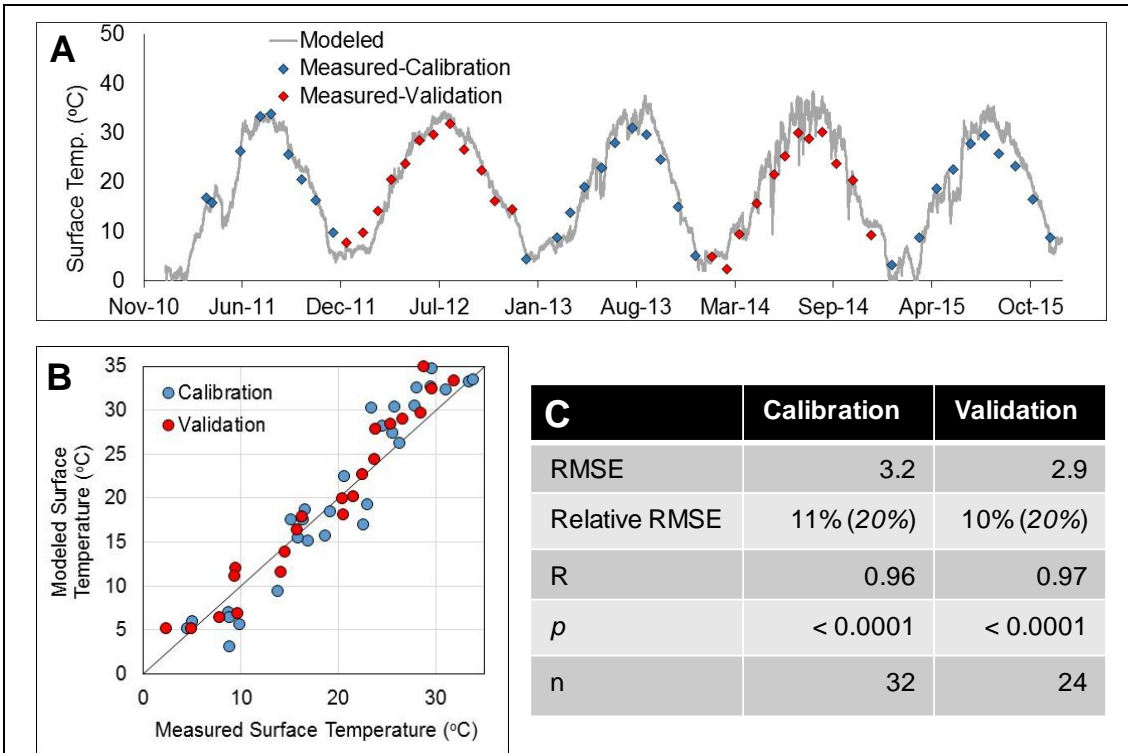 A
50
40
30
20
10
0
Surface Temp. (ºC)
Modeled
Measured-Calibration
Measured-Validation
Nov-10 Jun-11 Dec-11 Jul-12 Jan-13 Aug-13 Mar-14 Sep-14 Apr-15 Oct-15
B
35
30
25
20
15
10
5
0
Modeled Surface
Temperature (ºC)
Calibration
Validation
0 10 20 30
Measured Surface Temperature (ºC)
C Calibration Validation
RMSE 3.2 2.9
Relative RMSE 11% (20%) 10% (20%)
R 0.96 0.97
p < 0.0001 < 0.0001
n 32 24